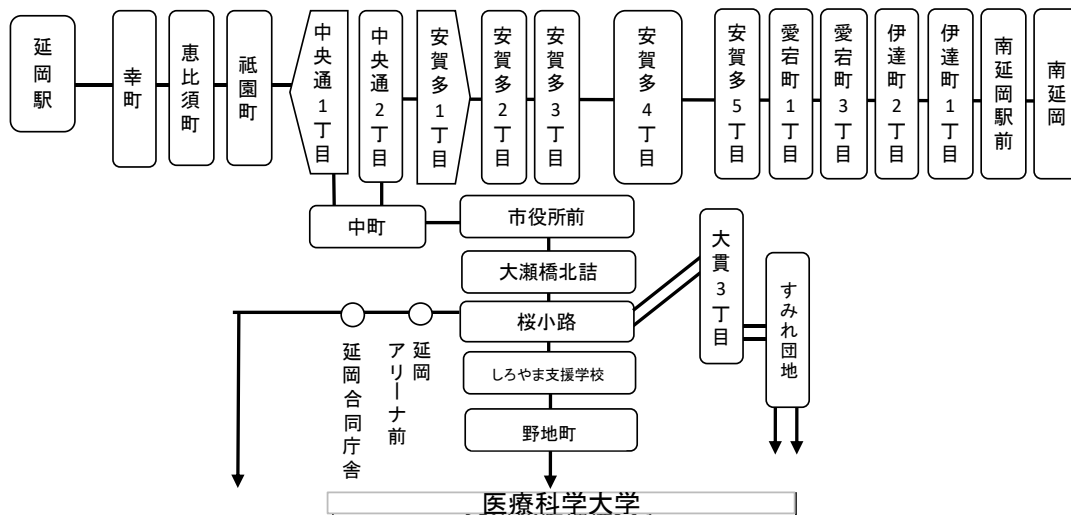 延岡駅
幸町
恵比須町
祗園町
中央通1丁目
中央通2丁目
安賀多1丁目
安賀多2丁目
安賀多3丁目
安賀多4丁目
安賀多5丁目
愛宕町1丁目
愛宕町3丁目
伊達町2丁目
伊達町1丁目
南延岡駅前
南延岡
中町
市役所前
大瀬橋北詰
桜小路
しろやま支援学校
野地町
大貫3丁目
すみれ団地
延岡
アリーナ前
延岡合同庁舎
医療科学大学